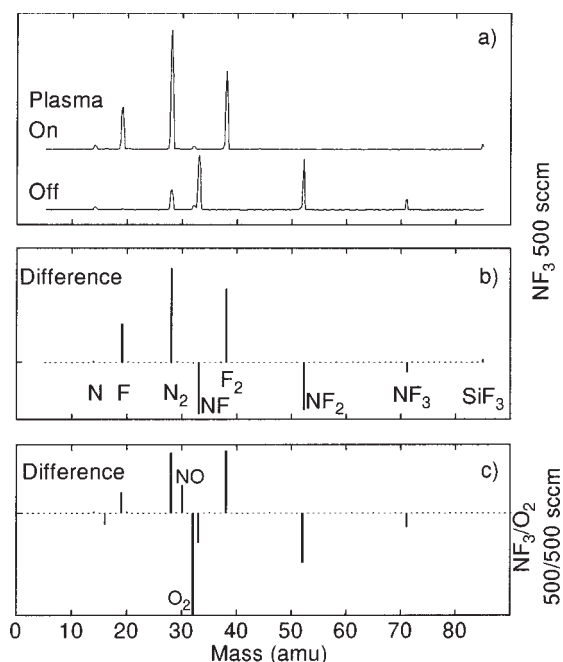 a)
Plasma
On
Off
NF₃ 500 sccm
Difference
b)
N F N₂ NF F₂ NF₂ NF₃ SiF₃
Difference
c)
NO
O₂
NF₃/O₂
500/500 sccm
0 10 20 30 40 50 60 70 80
Mass (amu)